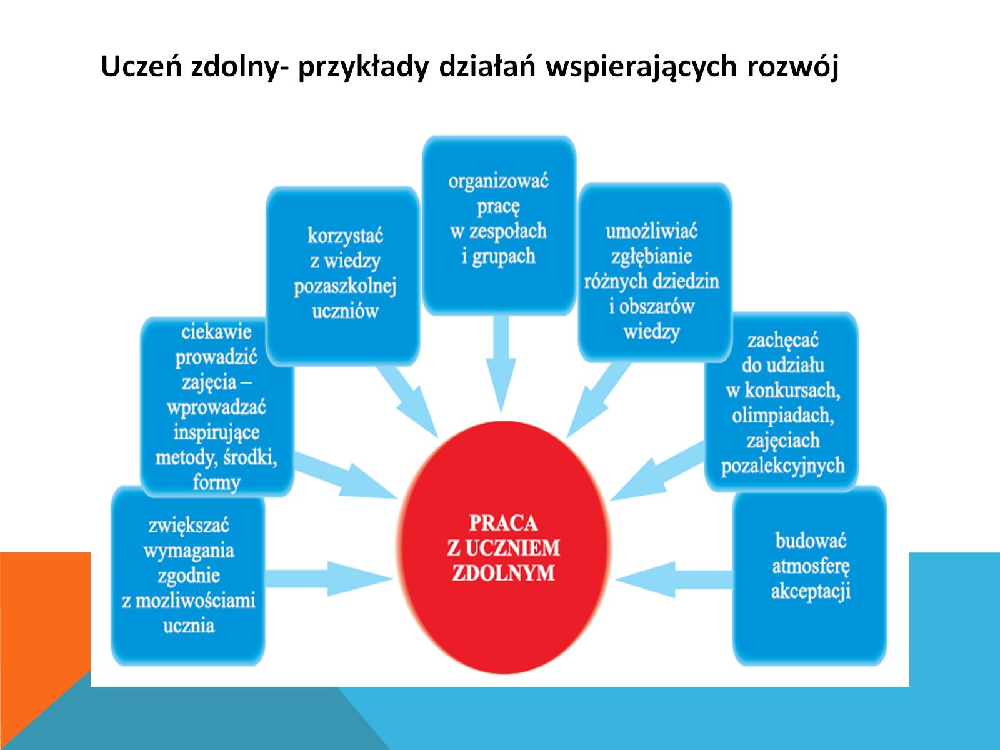 Uczeń zdolny- przykłady działań wspierających rozwój
organizować
pracę
w zespołach
i grupach
korzystać
z wiedzy
pozaszkolnej
uczniów
umożliwiać
zgłębianie
różnych dziedzin
i obszarów
wiedzy
ciekawie
prowadzić
zajęcia –
wprowadzać
inspirujące
metody, środki,
formy
zachęcać
do udziału
w konkursach,
olimpiadach,
zajęciach
pozalekcyjnych
zwiększać
wymagania
zgodnie
z mozliwościami
ucznia
PRACA
Z UCZNIEM
ZDOLNYM
budować
atmosferę
akceptacji